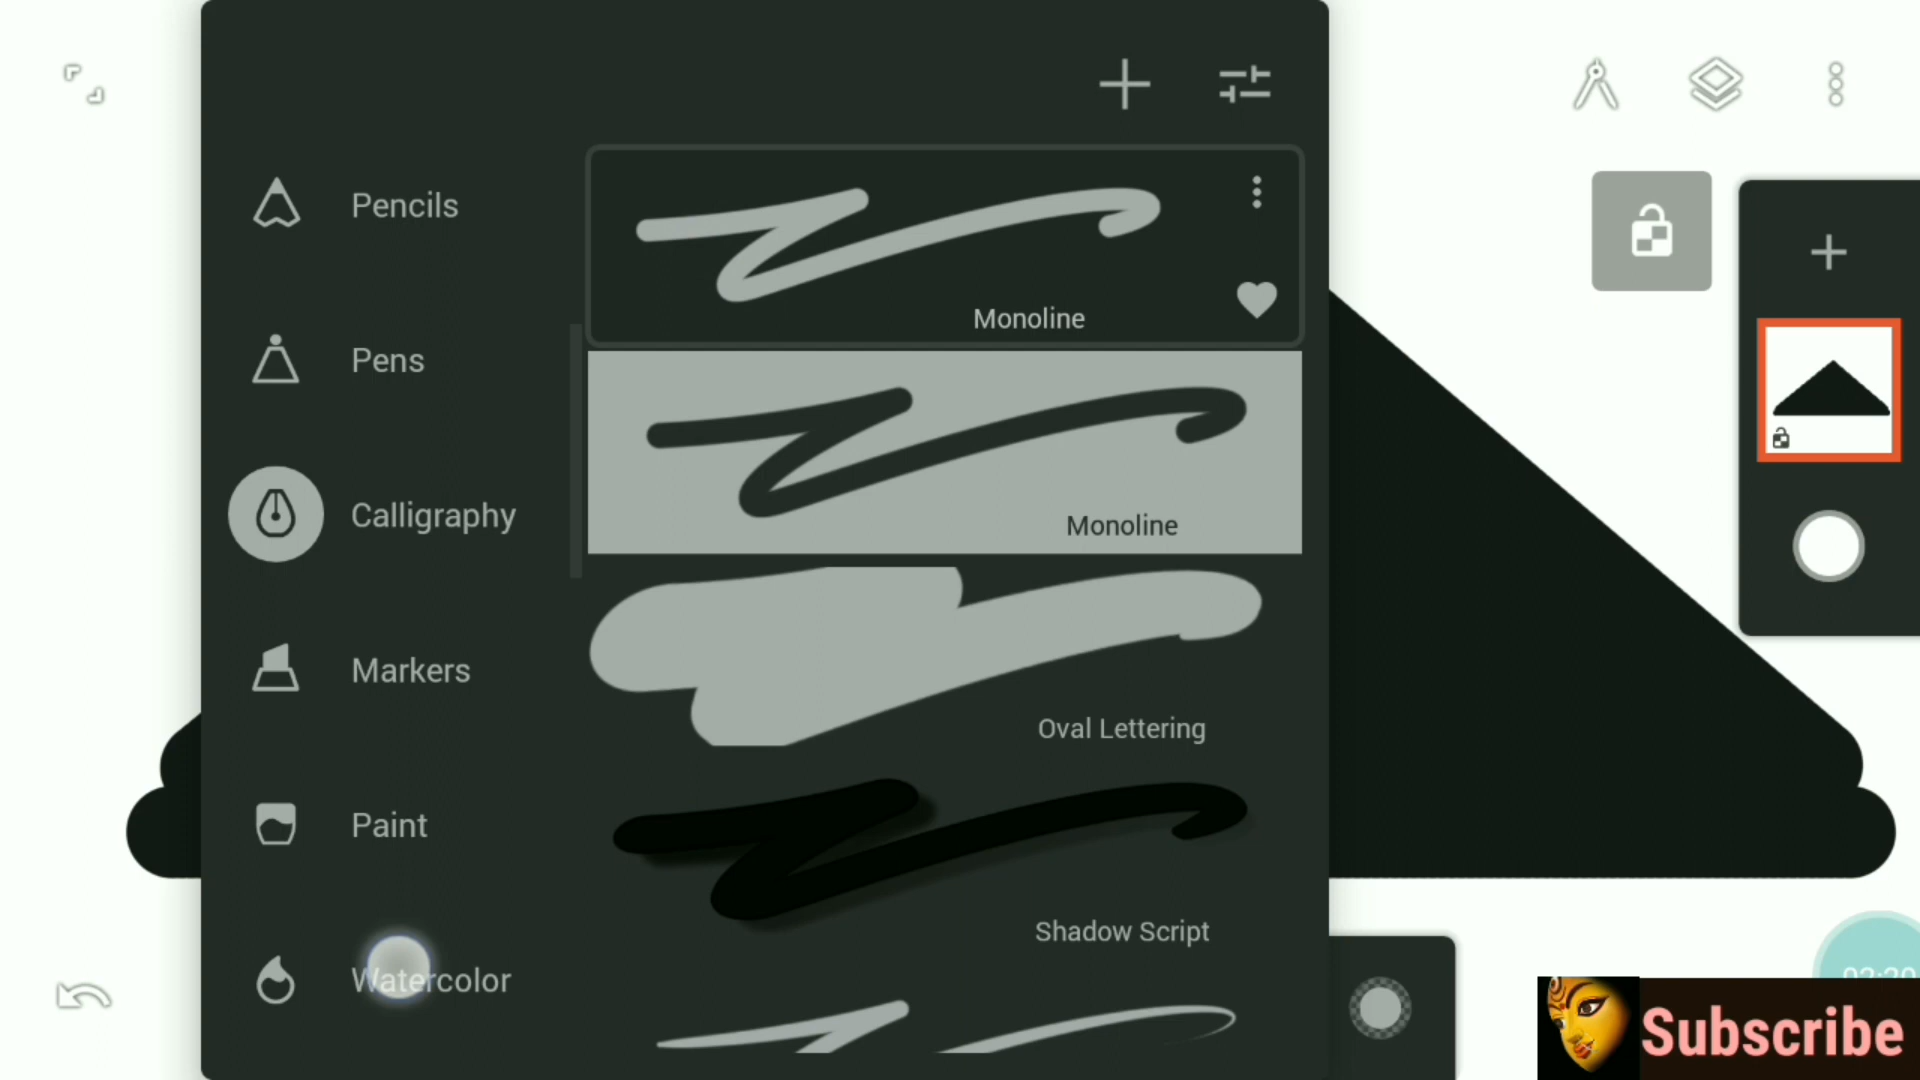 Pencils
Monoline
Pens
Calligraphy
Monoline
Markers
Oval Lettering
Paint
Shadow Script
Watercolor
Subscribe